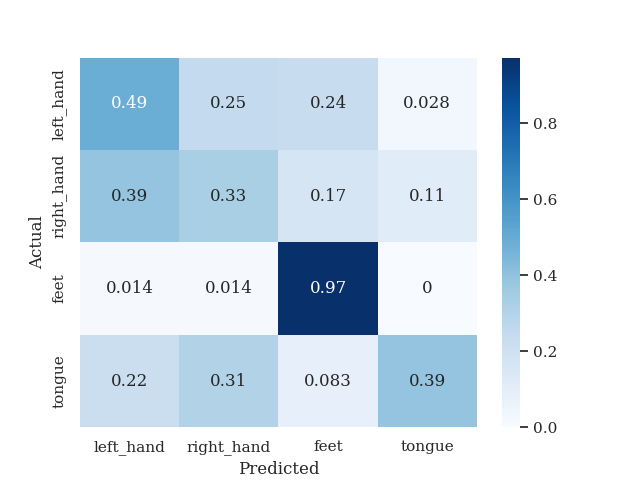 left_hand 0.49 0.25 0.24 0.028
right_hand 0.39 0.33 0.17 0.11
feet 0.014 0.014 0.97 0
tongue 0.22 0.31 0.083 0.39
left_hand right_hand feet tongue
Predicted
Actual
0.8
0.6
0.4
0.2
0.0